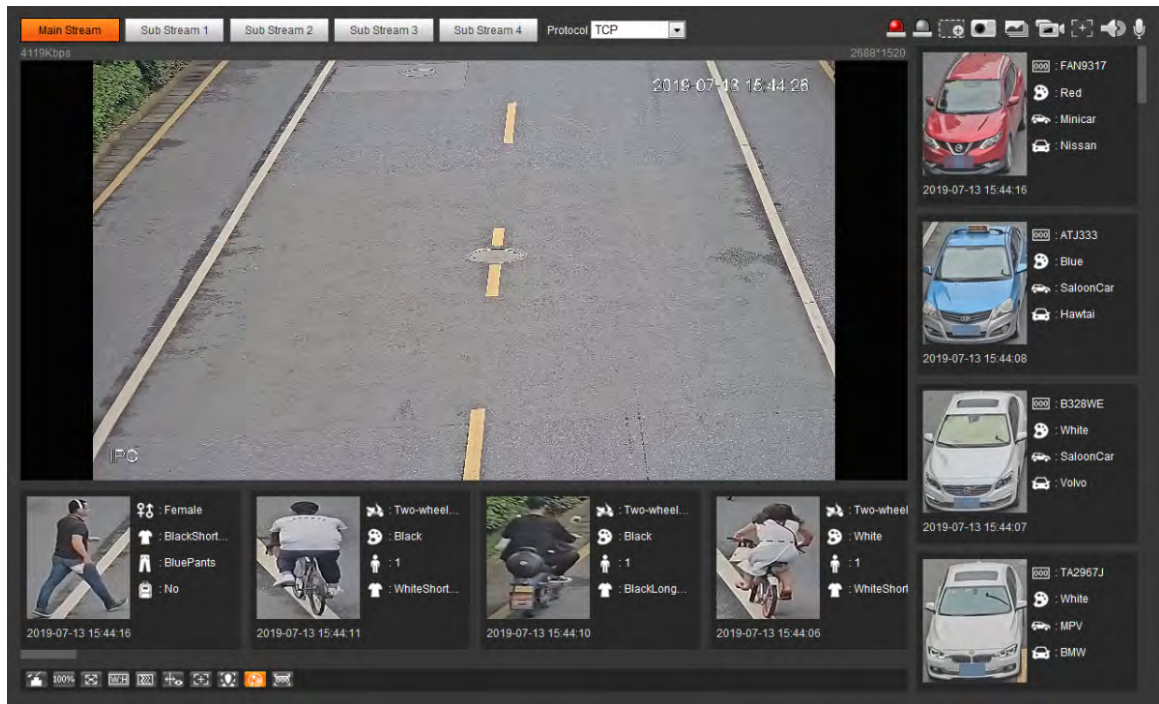 Main Stream
Sub Stream 1
Sub Stream 2
Sub Stream 3
Sub Stream 4
Protocol TCP
4119Kbps
2688*1520
2019-07-13 15:44:26
IPC
000 : FAN9317
: Red
: Minicar
: Nissan
2019-07-13 15:44:16
000 : ATJ333
: Blue
: SaloonCar
: Hawtai
2019-07-13 15:44:08
000 : B328WE
: White
: SaloonCar
: Volvo
2019-07-13 15:44:07
000 : TA2967J
: White
: MPV
: BMW
: Female
: BlackShort...
: BluePants
: No
2019-07-13 15:44:16
: Two-wheel...
: Black
: 1
: WhiteShort...
2019-07-13 15:44:11
: Two-wheel...
: Black
: 1
: BlackLong...
2019-07-13 15:44:10
: Two-wheel
: White
: 1
: WhiteShort
2019-07-13 15:44:06
100%
W:H